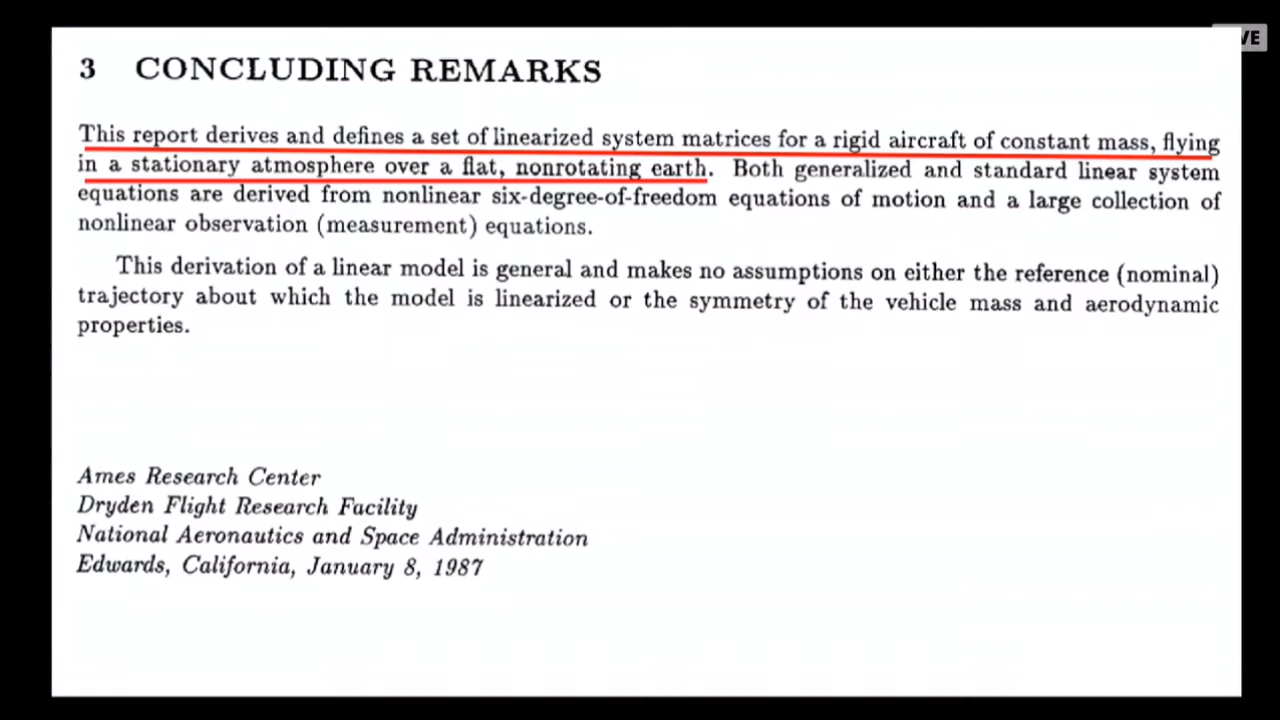 VE
3 CONCLUDING REMARKS
This report derives and defines a set of linearized system matrices for a rigid aircraft of constant mass, flying
in a stationary atmosphere over a flat, nonrotating earth. Both generalized and standard linear system
equations are derived from nonlinear six-degree-of-freedom equations of motion and a large collection of
nonlinear observation (measurement) equations.
This derivation of a linear model is general and makes no assumptions on either the reference (nominal)
trajectory about which the model is linearized or the symmetry of the vehicle mass and aerodynamic
properties.
Ames Research Center
Dryden Flight Research Facility
National Aeronautics and Space Administration
Edwards, California, January 8, 1987